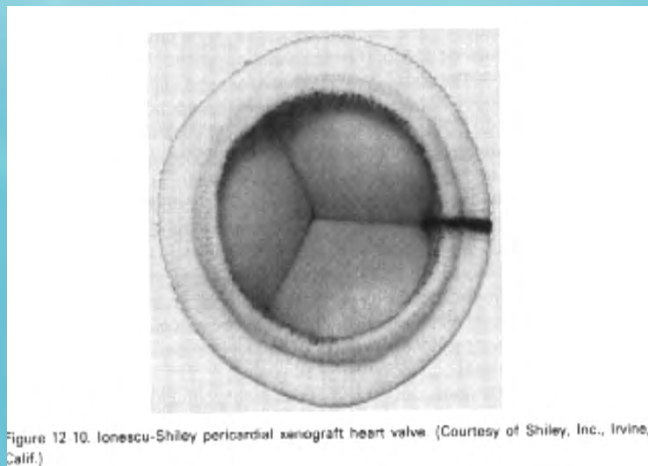 Figure 12 10. Ionescu-Shiley pericardial xenograft heart valve. (Courtesy of Shiley, Inc., Irvine,
Calif.)